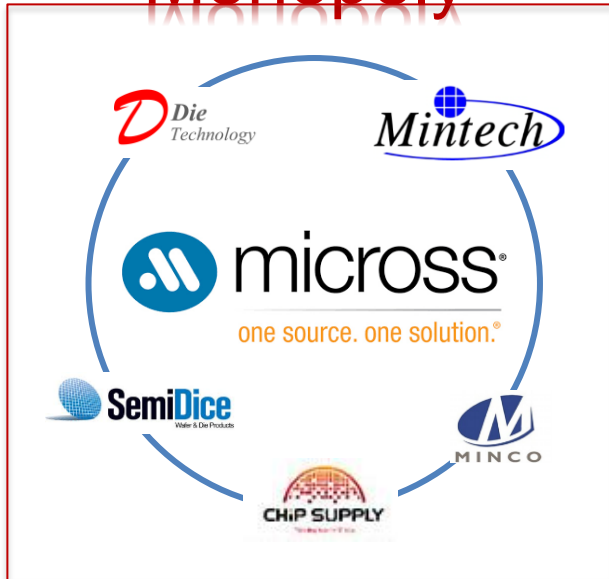 Monopoly
Die
Technology
Mintech
micross®
one source. one solution.®
SemiDice
Wafer & Die Products
MINCO
CHiP SUPPLY